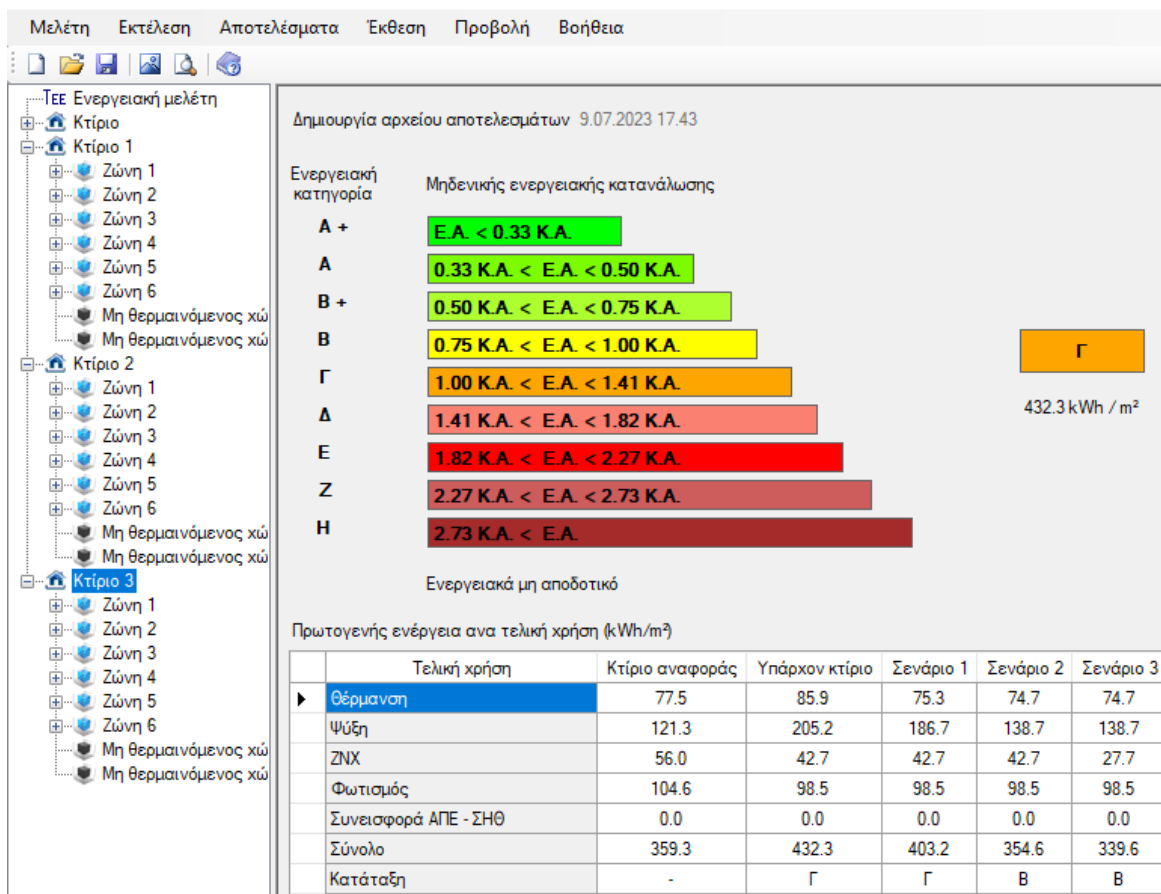 Μελέτη Εκτέλεση Αποτελέσματα Έκθεση Προβολή Βοήθεια
ΤΕΕ Ενεργειακή μελέτη
Κτίριο
Κτίριο 1
Ζώνη 1
Ζώνη 2
Ζώνη 3
Ζώνη 4
Ζώνη 5
Ζώνη 6
Μη θερμαινόμενος χώ
Μη θερμαινόμενος χώ
Κτίριο 2
Ζώνη 1
Ζώνη 2
Ζώνη 3
Ζώνη 4
Ζώνη 5
Ζώνη 6
Μη θερμαινόμενος χώ
Μη θερμαινόμενος χώ
Κτίριο 3
Ζώνη 1
Ζώνη 2
Ζώνη 3
Ζώνη 4
Ζώνη 5
Ζώνη 6
Μη θερμαινόμενος χώ
Μη θερμαινόμενος χώ
Δημιουργία αρχείου αποτελεσμάτων 9.07.2023 17.43
Ενεργειακή
κατηγορία
Μηδενικής ενεργειακής κατανάλωσης
Α + Ε.Α. < 0.33 Κ.Α.
Α 0.33 Κ.Α. < Ε.Α. < 0.50 Κ.Α.
Β + 0.50 Κ.Α. < Ε.Α. < 0.75 Κ.Α.
Β 0.75 Κ.Α. < Ε.Α. < 1.00 Κ.Α.
Γ 1.00 Κ.Α. < Ε.Α. < 1.41 Κ.Α.
Δ 1.41 Κ.Α. < Ε.Α. < 1.82 Κ.Α.
Ε 1.82 Κ.Α. < Ε.Α. < 2.27 Κ.Α.
Ζ 2.27 Κ.Α. < Ε.Α. < 2.73 Κ.Α.
Η 2.73 Κ.Α. < Ε.Α.
Γ
432.3 kWh / m²
Ενεργειακά μη αποδοτικό
Πρωτογενής ενέργεια ανα τελική χρήση (kWh/m²)
Τελική χρήση Κτίριο αναφοράς Υπάρχον κτίριο Σενάριο 1 Σενάριο 2 Σενάριο 3
Θέρμανση 77.5 85.9 75.3 74.7 74.7
Ψύξη 121.3 205.2 186.7 138.7 138.7
ΖΝΧ 56.0 42.7 42.7 42.7 27.7
Φωτισμός 104.6 98.5 98.5 98.5 98.5
Συνεισφορά ΑΠΕ - ΣΗΘ 0.0 0.0 0.0 0.0 0.0
Σύνολο 359.3 432.3 403.2 354.6 339.6
Κατάταξη - Γ Γ Β Β